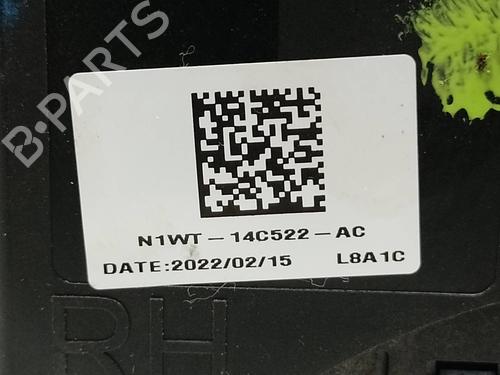 B-PARTS
N1WT-14C522-AC
DATE:2022/02/15 L8A1C
RH